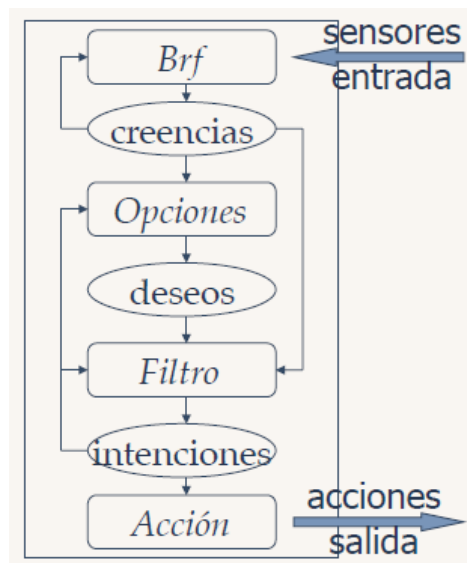 sensores
entrada
Brf
creencias
Opciones
deseos
Filtro
intenciones
Acción
acciones
salida